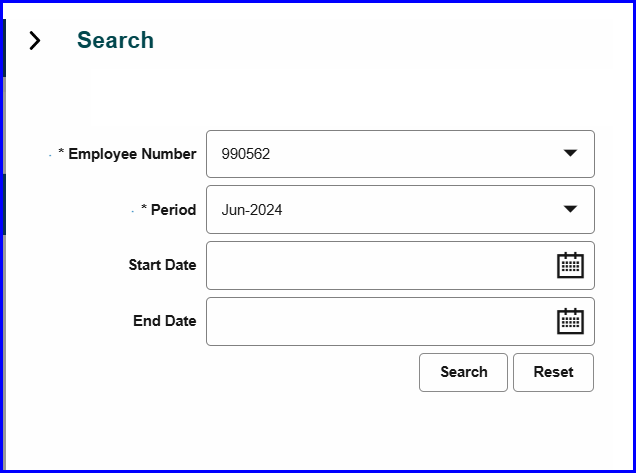 Search
* Employee Number 990562
* Period Jun-2024
Start Date
End Date
Search Reset